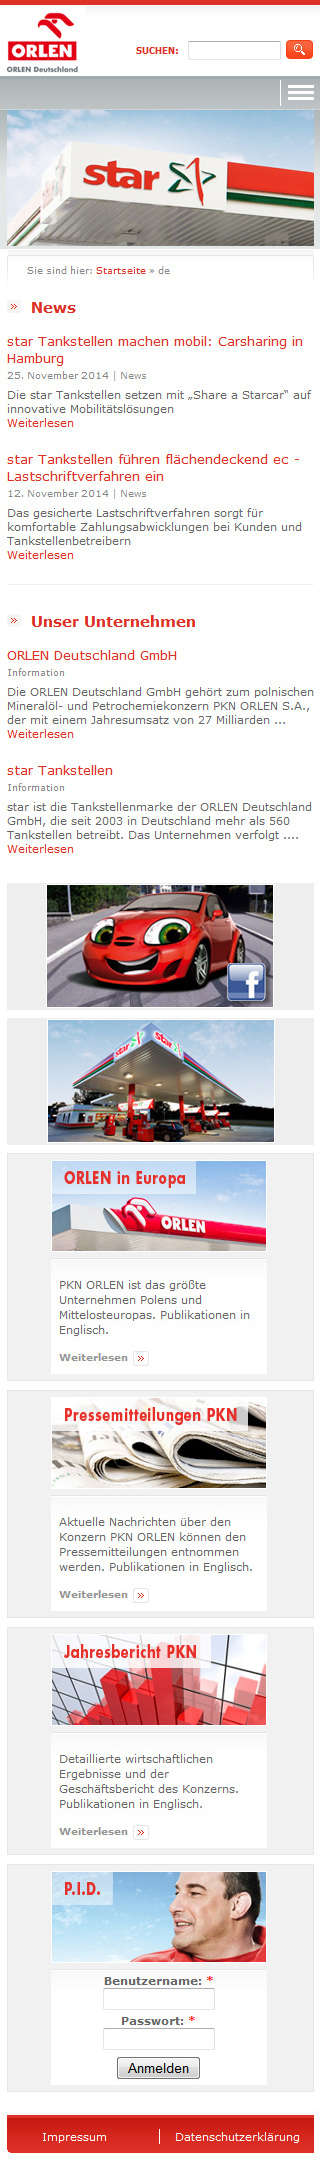 ORLEN
ORLEN Deutschland
SUCHEN:
star
Sie sind hier: Startseite » de
News
star Tankstellen machen mobil: Carsharing in
Hamburg
25. November 2014 | News
Die star Tankstellen setzen mit „Share a Starcar“ auf
innovative Mobilitätslösungen
Weiterlesen
star Tankstellen führen flächendeckend ec -
Lastschriftverfahren ein
12. November 2014 | News
Das gesicherte Lastschriftverfahren sorgt für
komfortable Zahlungsabwicklungen bei Kunden und
Tankstellenbetreibern
Weiterlesen
Unser Unternehmen
ORLEN Deutschland GmbH
Information
Die ORLEN Deutschland GmbH gehört zum polnischen
Mineralöl- und Petrochemiekonzern PKN ORLEN S.A.,
der mit einem Jahresumsatz von 27 Milliarden ...
Weiterlesen
star Tankstellen
Information
star ist die Tankstellenmarke der ORLEN Deutschland
GmbH, die seit 2003 in Deutschland mehr als 560
Tankstellen betreibt. Das Unternehmen verfolgt ....
Weiterlesen
f
star star
ORLEN in Europa
ORLEN
PKN ORLEN ist das größte
Unternehmen Polens und
Mittelosteuropas. Publikationen in
Englisch.
Weiterlesen
Pressemitteilungen PKN
Aktuelle Nachrichten über den
Konzern PKN ORLEN können den
Pressemitteilungen entnommen
werden. Publikationen in Englisch.
Weiterlesen
Jahresbericht PKN
Detaillierte wirtschaftlichen
Ergebnisse und der
Geschäftsbericht des Konzerns.
Publikationen in Englisch.
Weiterlesen
P.I.D.
Benutzername: *
Passwort: *
Anmelden
Impressum
Datenschutzerklärung